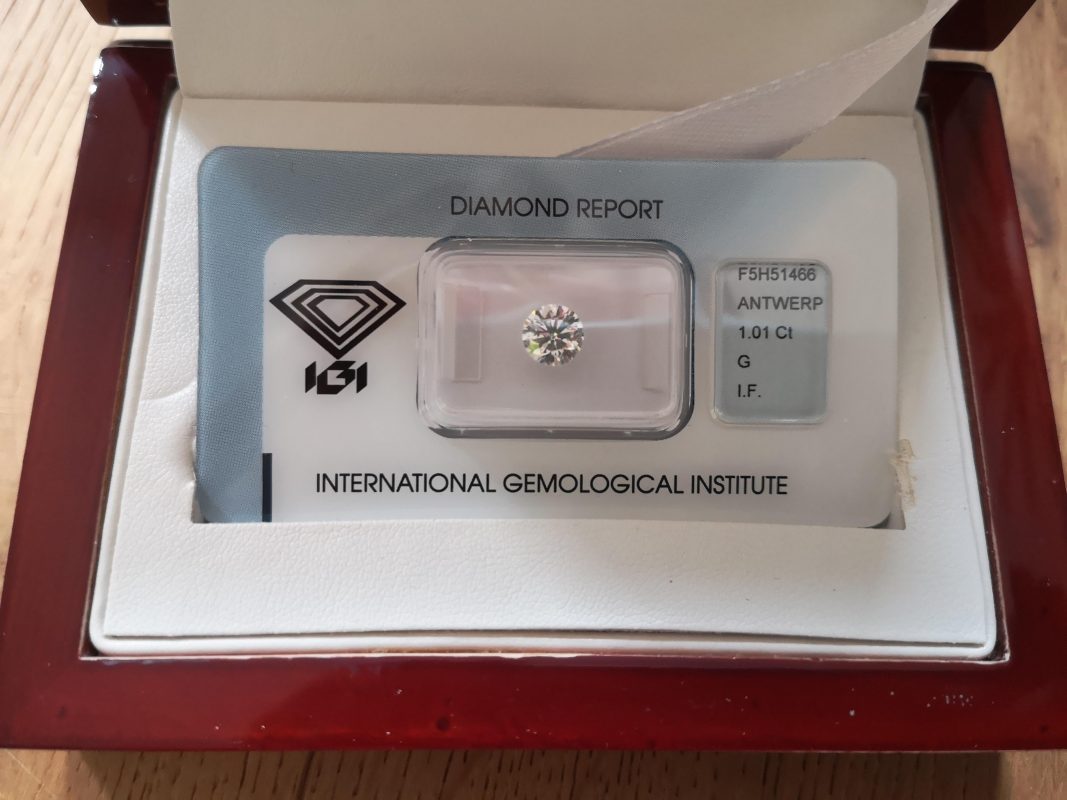 DIAMOND REPORT
IGI
F5H51466
ANTWERP
1.01 Ct
G
I.F.
INTERNATIONAL GEMOLOGICAL INSTITUTE